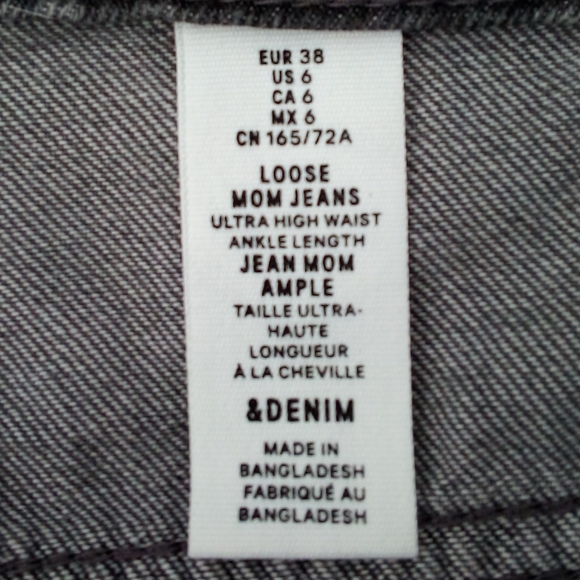 EUR 38
US 6
CA 6
MX 6
CN 165/72A
LOOSE
MOM JEANS
ULTRA HIGH WAIST
ANKLE LENGTH
JEAN MOM
AMPLE
TAILLE ULTRA-
HAUTE
LONGUEUR
À LA CHEVILLE
&DENIM
MADE IN
BANGLADESH
FABRIQUÉ AU
BANGLADESH